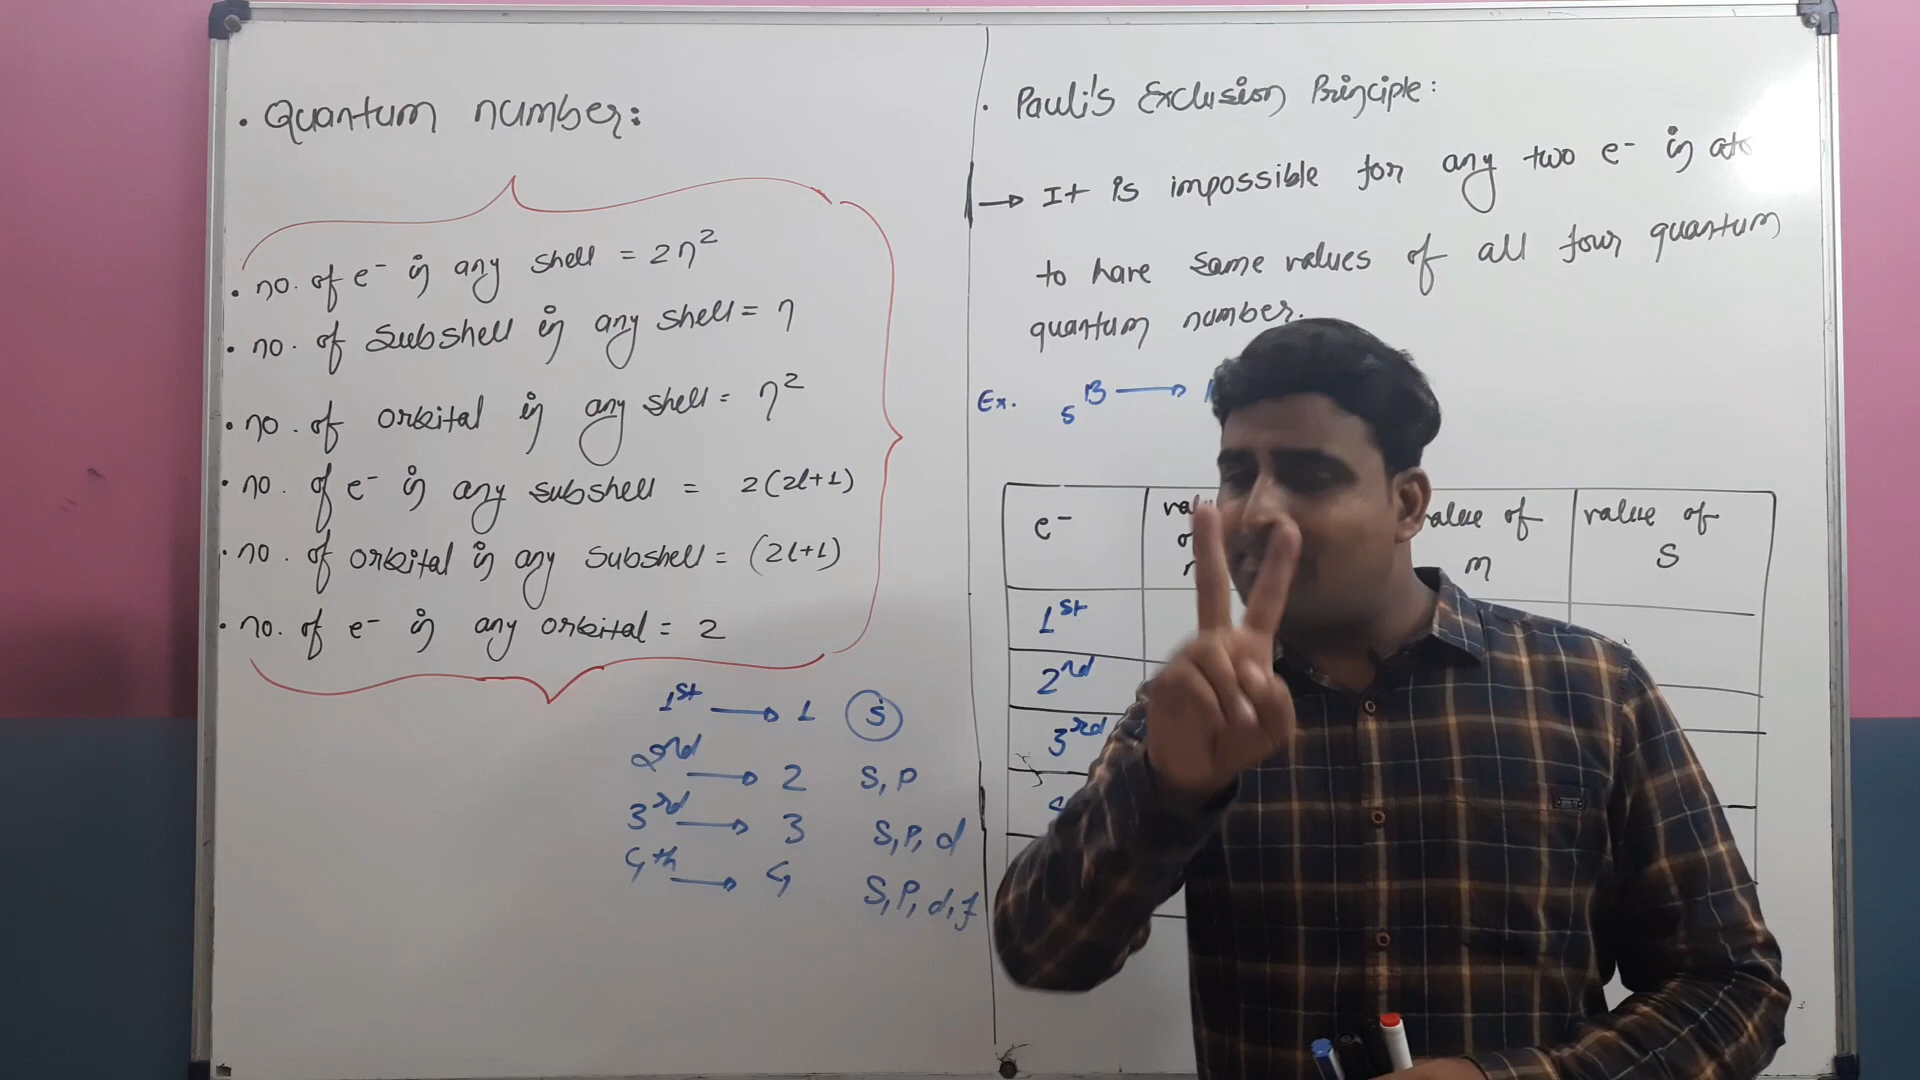 • Quantum number:
• no. of e⁻ in any shell = 2n²
• no. of Subshell in any shell = n
• no. of orbital in any shell = n²
• no. of e⁻ in any subshell = 2(2l+1)
• no. of orbital in any subshell = (2l+1)
• no. of e⁻ in any orbital = 2
1st → 1 S
2nd → 2 S, P
3rd → 3 S, P, d
4th → 4 S, P, d, f
• Pauli's Exclusion Principle:
→ It is impossible for any two e⁻ in
to have same values of all four quantum
quantum number.
Ex. 5B →
e⁻
value of m
value of S
1st
2nd
3rd